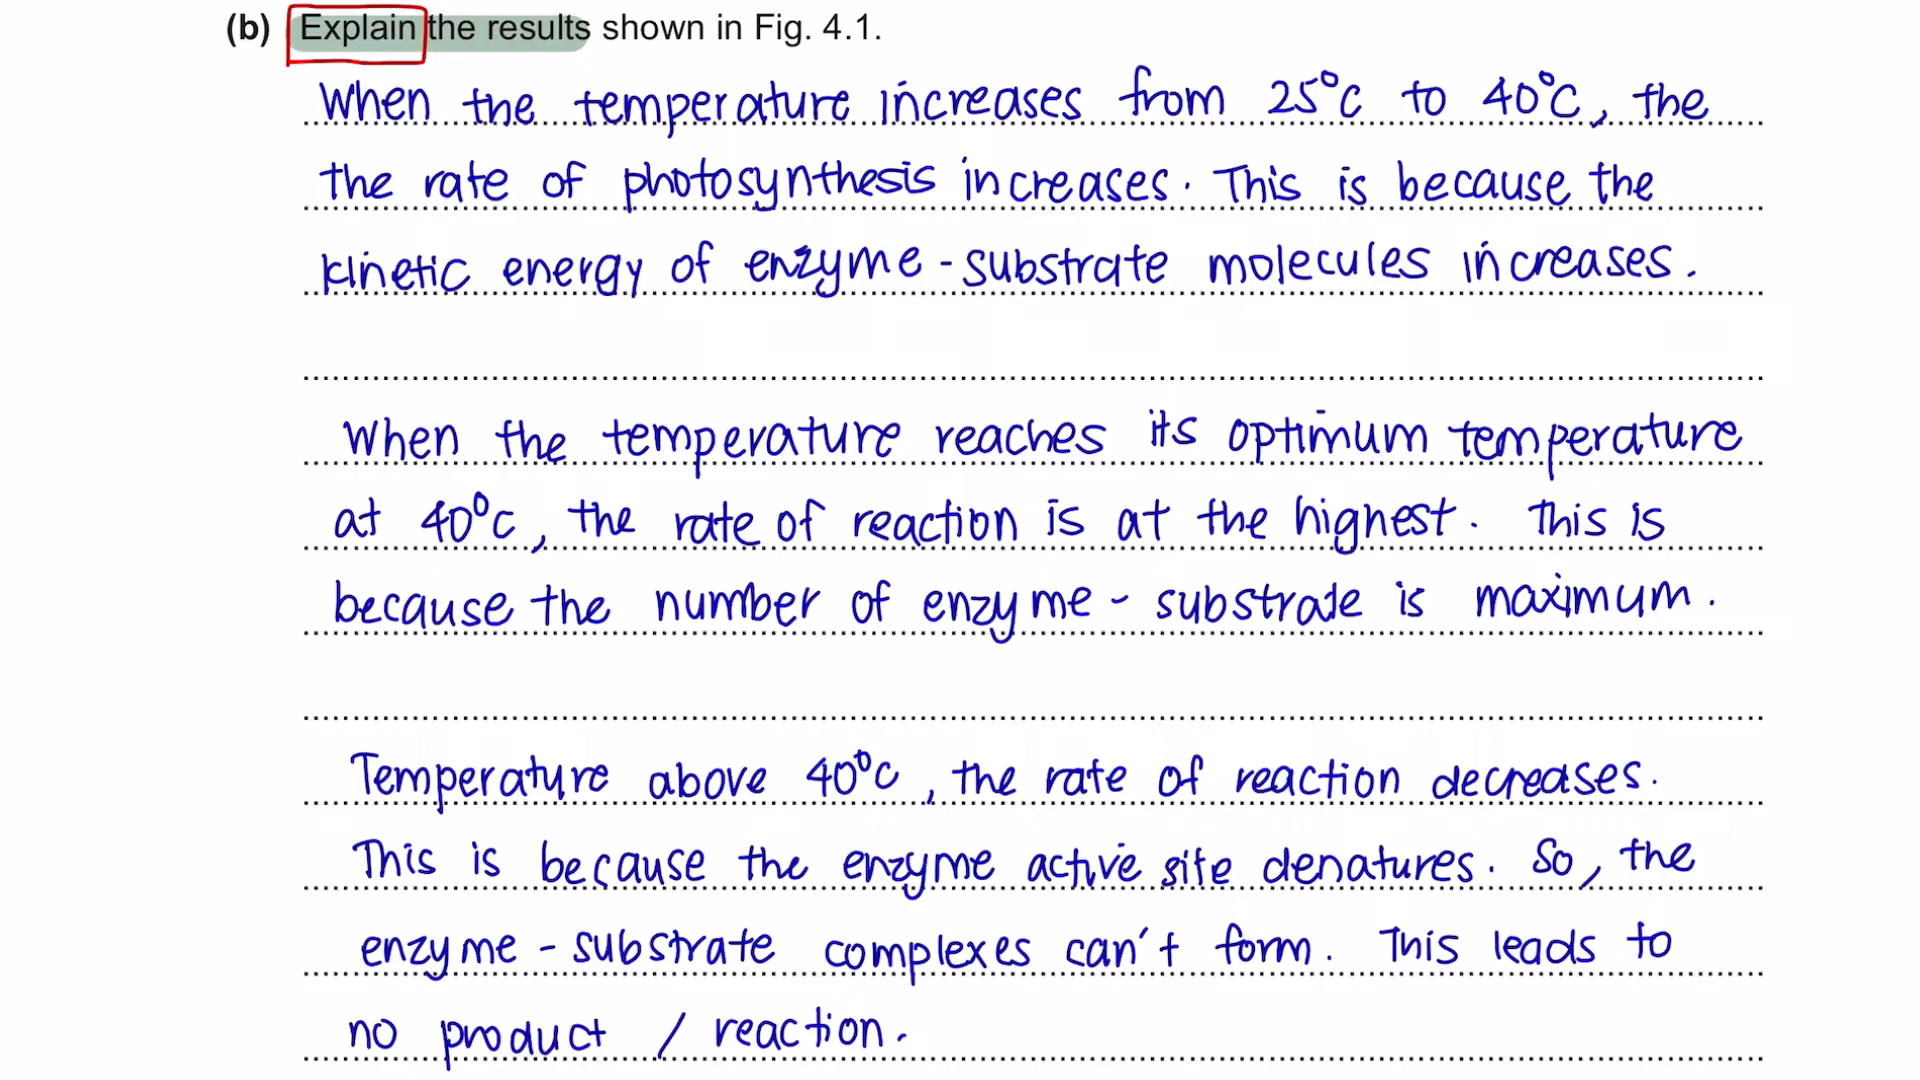 (b) Explain the results shown in Fig. 4.1.
When the temperature increases from 25°C to 40°C, the
the rate of photosynthesis increases. This is because the
kinetic energy of enzyme - substrate molecules increases.
When the temperature reaches its optimum temperature
at 40°C, the rate of reaction is at the highest. This is
because the number of enzyme - substrate is maximum.
Temperature above 40°C, the rate of reaction decreases.
This is because the enzyme active site denatures. So, the
enzyme - substrate complexes can't form. This leads to
no product / reaction.